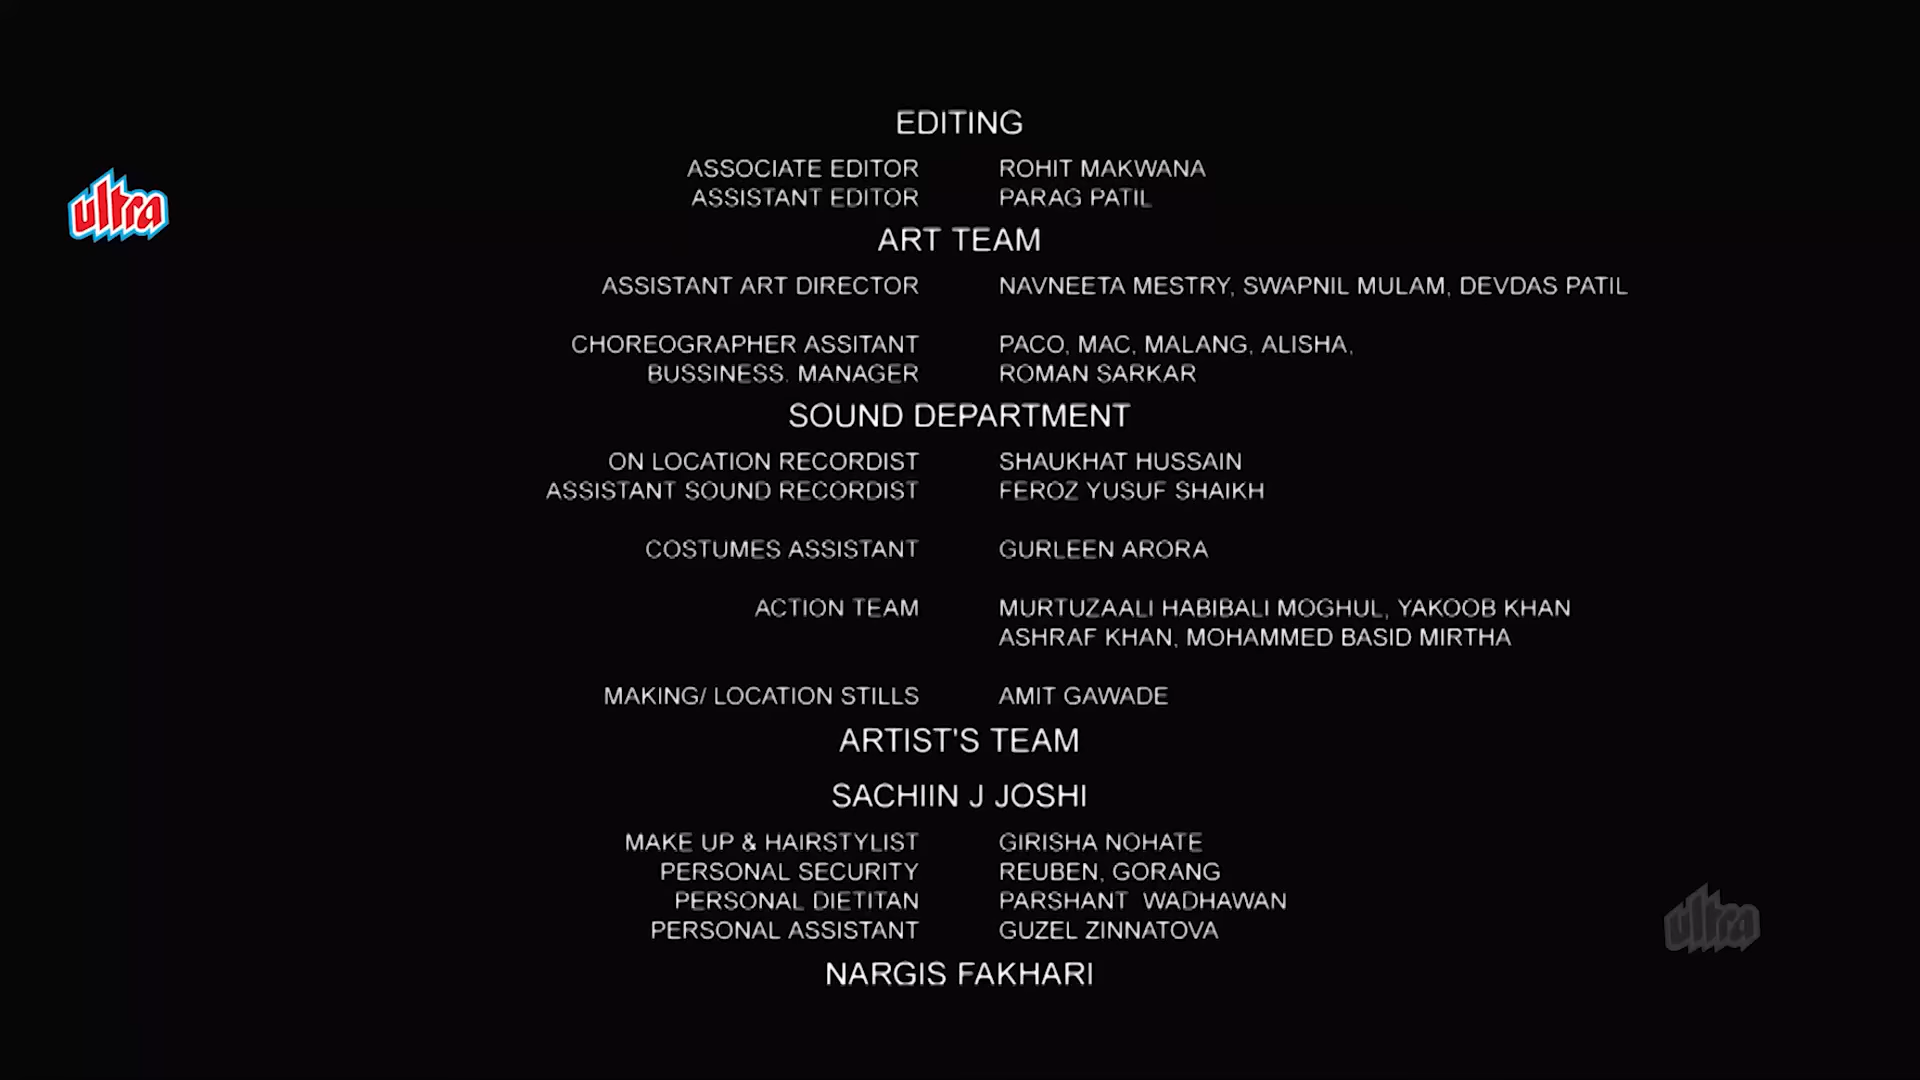 EDITING
ASSOCIATE EDITOR ROHIT MAKWANA
ASSISTANT EDITOR PARAG PATIL
ultra
ART TEAM
ASSISTANT ART DIRECTOR NAVNEETA MESTRY, SWAPNIL MULAM, DEVDAS PATIL
CHOREOGRAPHER ASSITANT PACO, MAC, MALANG, ALISHA,
BUSSINESS. MANAGER ROMAN SARKAR
SOUND DEPARTMENT
ON LOCATION RECORDIST SHAUKHAT HUSSAIN
ASSISTANT SOUND RECORDIST FEROZ YUSUF SHAIKH
COSTUMES ASSISTANT GURLEEN ARORA
ACTION TEAM MURTUZAALI HABIBALI MOGHUL, YAKOOB KHAN
ASHRAF KHAN, MOHAMMED BASID MIRTHA
MAKING/ LOCATION STILLS AMIT GAWADE
ARTIST'S TEAM
SACHIIN J JOSHI
MAKE UP & HAIRSTYLIST GIRISHA NOHATE
PERSONAL SECURITY REUBEN, GORANG
PERSONAL DIETITAN PARSHANT WADHAWAN
PERSONAL ASSISTANT GUZEL ZINNATOVA
ultra
NARGIS FAKHARI